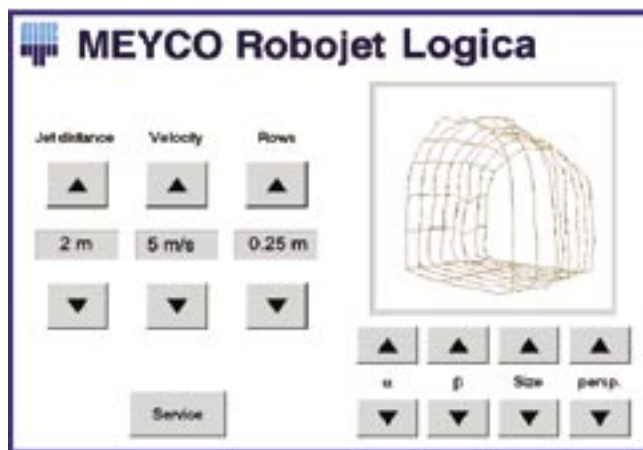 MEYCO Robojet Logica
Jet distance Velocity Rows
2 m 5 m/s 0.25 m
α β Size persp.
Service